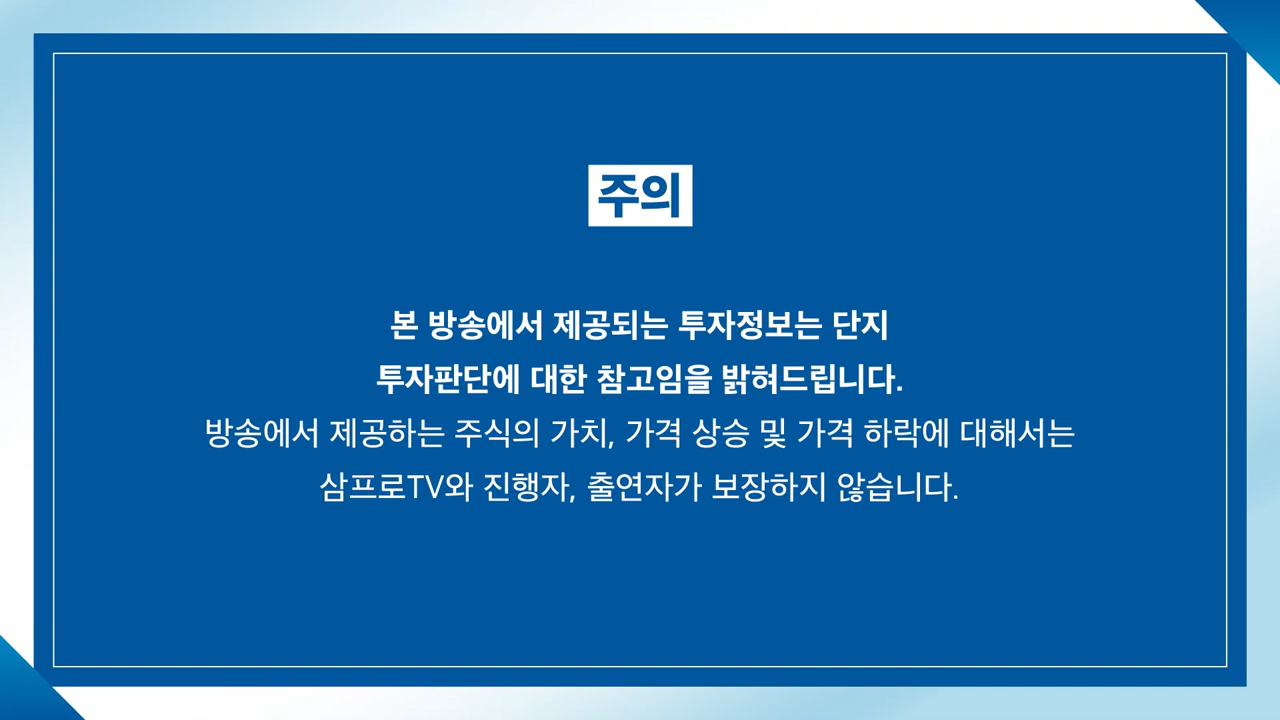 주의
본 방송에서 제공되는 투자정보는 단지
투자판단에 대한 참고임을 밝혀드립니다.
방송에서 제공하는 주식의 가치, 가격 상승 및 가격 하락에 대해서는
삼프로TV와 진행자, 출연자가 보장하지 않습니다.